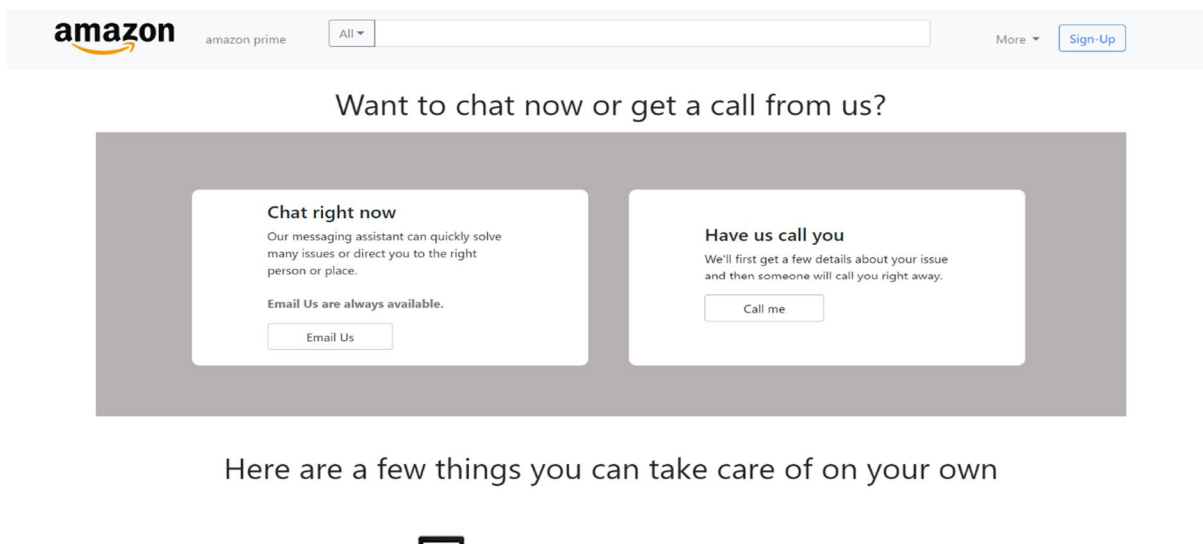 amazon
amazon prime
All
More
Sign-Up
Want to chat now or get a call from us?
Chat right now
Our messaging assistant can quickly solve
many issues or direct you to the right
person or place.
Email Us are always available.
Email Us
Have us call you
We'll first get a few details about your issue
and then someone will call you right away.
Call me
Here are a few things you can take care of on your own